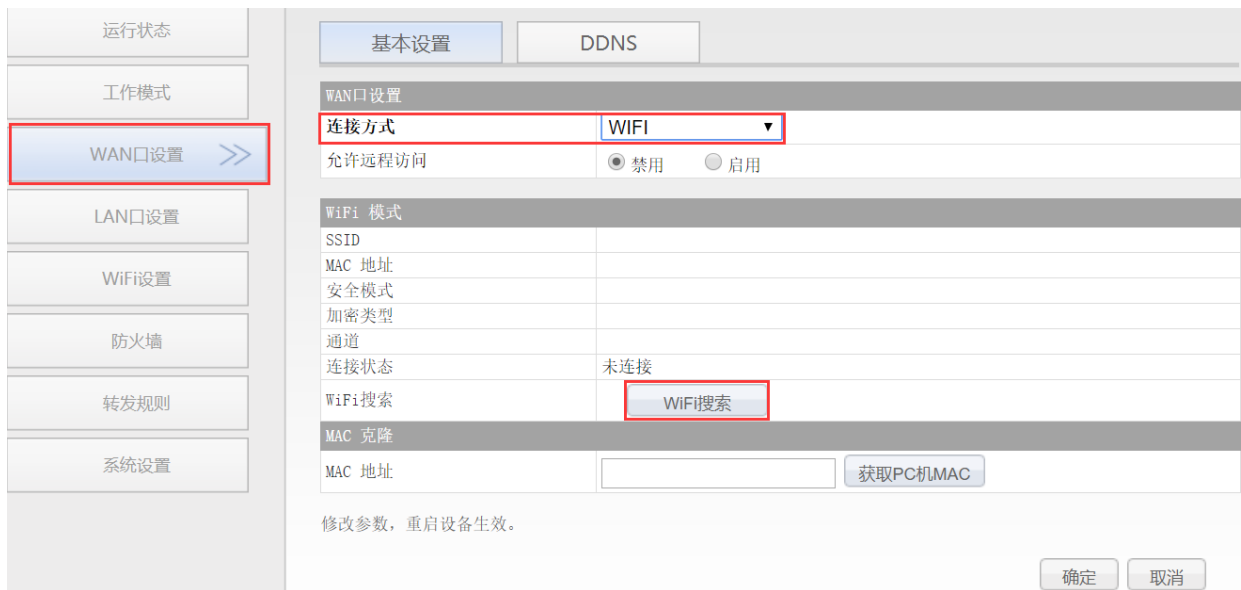 运行状态
工作模式
WAN口设置
LAN口设置
WiFi设置
防火墙
转发规则
系统设置
基本设置 DDNS
WAN口设置
连接方式 WIFI
允许远程访问 禁用 启用
WiFi 模式
SSID
MAC 地址
安全模式
加密类型
通道
连接状态 未连接
WiFi搜索 WiFi搜索
MAC 克隆
MAC 地址 获取PC机MAC
修改参数，重启设备生效。
确定 取消